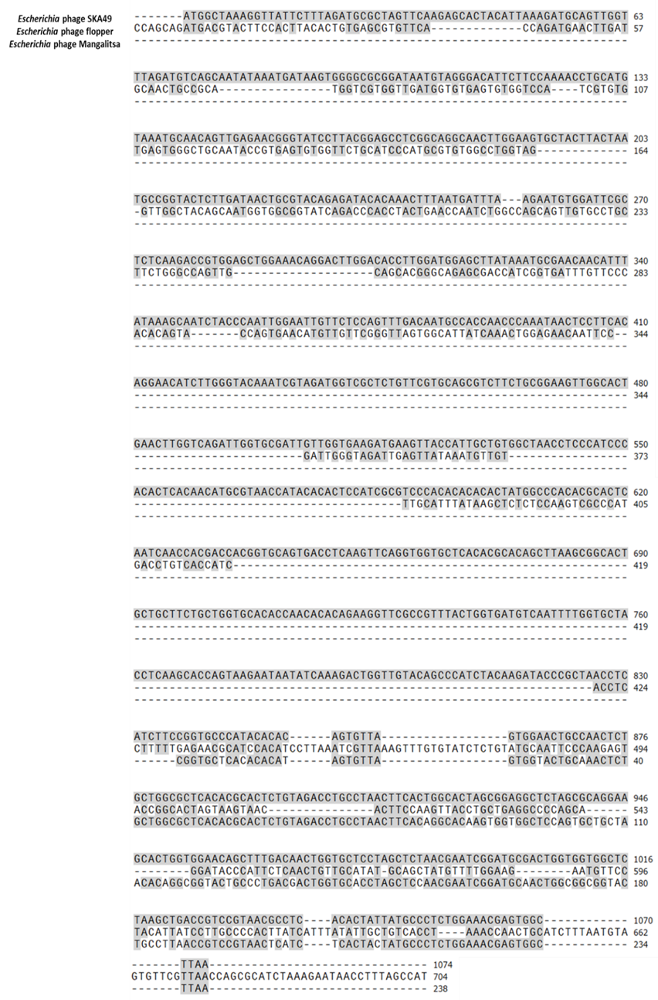 Escherichia phage SKA49 -------ATGGCTAAAGGTTATTCTTTAGATGCGCTAGTTCAAGAGCACTACATTAAAGATGCAGTTGGT 63
Escherichia phage flopper CCAGCAGATGACGTACTTCCACTTACACTGTGAGCGTGTTCA-------------CCAGATGAACTTGAT 57
Escherichia phage Mangalitsa ----------------------------------------------------------------------
TTAGATGTCAGCAATATAAATGATAAGTGGGGCGCGGATAATGTAGGGACATTCTTCCAAAACCTGCATG 133
GCAACTGCCGCA----------------TGGTCGTGGTTGATGGTGTGAGTGTGGTCCA----TCGTGTG 107
----------------------------------------------------------------------
TAAATGCAACAGTTGAGAACGGGTATCCTTACGGAGCCTCGGCAGGCAACTTGGAAGTGCTACTTACTAA 203
TGAGTGGGCTGCAATACCGTGAGTGTGGTTCTGCATCCCATGCGTGTGGCCTGGTAG------------- 164
----------------------------------------------------------------------
TGCCGGTACTCTTGATAACTGCGTACAGAGATACACAAACTTTAATGATTTA---AGAATGTGGATTCGC 270
-GTTGGCTACAGCAATGGTGGCGGTATCAGACCCACCTACTGAACCAATCTGGCCAGCAGTTGTGCCTGC 233
----------------------------------------------------------------------
TCTCAAGACCGTGGAGCTGGAAACAGGACTTGGACACCTTGGATGGAGCTTATAAATGCGAACAACATTT 340
TTCTGGGCCAGTTG--------------------CAGCACGGGCAGAGCGACCATCGGTGATTTGTTCCC 283
----------------------------------------------------------------------
ATAAAGCAATCTACCCAATTGGAATTGTTCTCCAGTTTGACAATGCCACCAACCCAAATAACTCCTTCAC 410
ACACAGTA-------CCAGTGAACATGTTGTTCGGGTTAGTGGCATTATCAAACTGGAGAACAATTCC-- 344
----------------------------------------------------------------------
AGGAACATCTTGGGTACAAATCGTAGATGGTCGCTCTGTTCGTGCAGCGTCTTCTGCGGAAGTTGGCACT 480
---------------------------------------------------------------------- 344
----------------------------------------------------------------------
GAACTTGGTCAGATTGGTGCGATTGTTGGTGAAGATGAAGTTACCATTGCTGTGGCTAACCTCCCATCCC 550
------------------------GATTGGGTAGATTGAGTTATAAATGTTGT----------------- 373
----------------------------------------------------------------------
ACACTCACAACATGCGTAACCATACACACTCCATCGCGTCCCACACACACACTATGGCCCACACGCACTC 620
--------------------------------------TTGCATTTATAAGCTCTCTCCAAGTCGCCCAT 405
----------------------------------------------------------------------
AATCAACCACGACCACGGTGCAGTGACCTCAAGTTCAGGTGGTGCTCACACGCACAGCTTAAGCGGCACT 690
GACCTGTCACCATC-------------------------------------------------------- 419
----------------------------------------------------------------------
GCTGCTTCTGCTGGTGCACACCAACACACAGAAGGTTCGCCGTTTACTGGTGATGTCAATTTTGGTGCTA 760
---------------------------------------------------------------------- 419
----------------------------------------------------------------------
CCTCAAGCACCAGTAAGAATAATATCAAAGACTGGTTGTACAGCCCATCTACAAGATACCCGCTAACCTC 830
-----------------------------------------------------------------ACCTC 424
----------------------------------------------------------------------
ATCTTCCGGTGCCCATACACAC------AGTGTTA------------------GTGGAACTGCCAACTCT 876
CTTTTTGAGAACGCATCCACATCCTTAAATCGTTAAAGTTTGTGTATCTCTGTATGCAATTCCCAAGAGT 494
------CGGTGCTCACACACAT------AGTGTTA------------------GTGGTACTGCAAACTCT 40
GCTGGCGCTCACACGCACTCTGTAGACCTGCCTAACTTCACTGGCACTAGCGGAGGCTCTAGCGCAGGAA 946
ACCGGCACTAGTAAGTAAC---------------ACTTCCAAGTTACCTGCTGAGGCCCCAGCA------ 543
GCTGGCGCTCACACGCACTCTGTAGACCTGCCTAACTTCACAGGCACAAGTGGTGGCTCCAGTGCTGCTA 110
GCACTGGTGGAACAGCTTTGACAACTGGTGCTCCTAGCTCTAACGAATCGGATGCGACTGGTGGTGGCTC 1016
--------GGATACCCATTCTCAACTGTTGCATAT-GCAGCTATGTTTTGGAAG--------AATGTTCC 596
ACACAGGCGGTACTGCCCTGACGACTGGTGCACCTAGCTCCAACGAATCGGATGCAACTGGCGGCGGTAC 180
TAAGCTGACCGTCCGTAACGCCTC----ACACTATTATGCCCTCTGGAAACGAGTGGC------------ 1070
TACATTATCCTTGCCCCACTTATCATTTATATTGCTGTCACCT----AAACCAACTGCATCTTTAATGTA 662
TGCCTTAACCGTCCGTAACTCATC----TCACTACTATGCCCTCTGGAAACGAGTGGC------------ 234
-------TTAA------------------------------- 1074
GTGTTCGTTAACCAGCGCATCTAAAGAATAACCTTTAGCCAT 704
-------TTAA------------------------------- 238